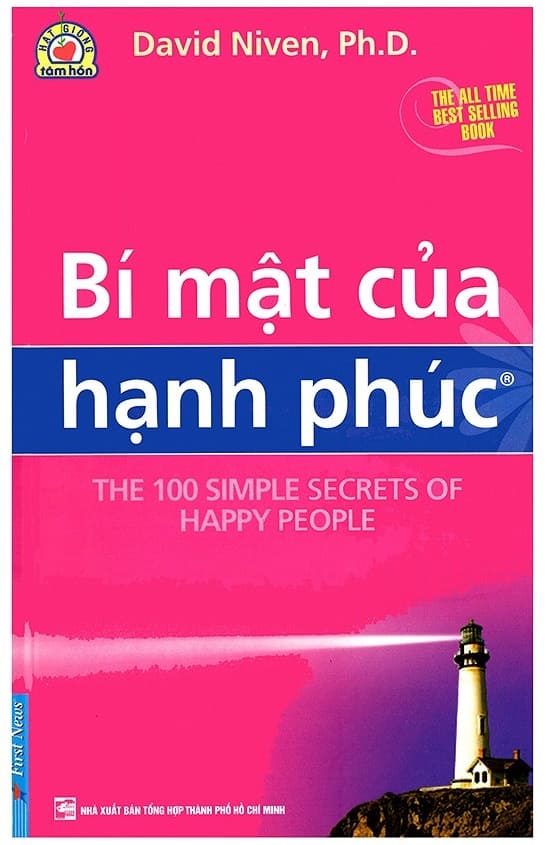 HẠT GIỐNG
tâm hồn
David Niven, Ph.D.
THE ALL TIME
BEST SELLING
BOOK
Bí mật của
hạnh phúc®
THE 100 SIMPLE SECRETS OF
HAPPY PEOPLE
First News
NHÀ XUẤT BẢN TỔNG HỢP THÀNH PHỐ HỒ CHÍ MINH